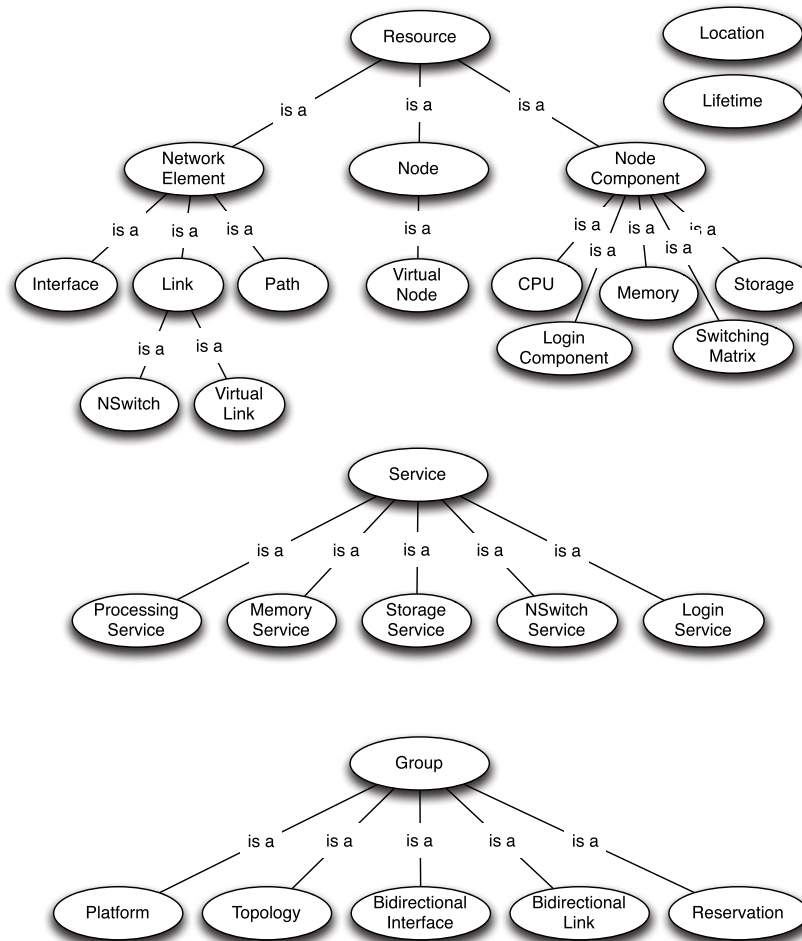 Resource
Location
Lifetime
is a
is a
is a
Network
Element
Node
Node
Component
is a
is a
is a
is a
is a
is a
is a
is a
is a
Interface
Link
Path
Virtual
Node
CPU
Memory
Storage
Login
Component
Switching
Matrix
is a
is a
NSwitch
Virtual
Link
Service
is a
is a
is a
is a
is a
Processing
Service
Memory
Service
Storage
Service
NSwitch
Service
Login
Service
Group
is a
is a
is a
is a
is a
Platform
Topology
Bidirectional
Interface
Bidirectional
Link
Reservation